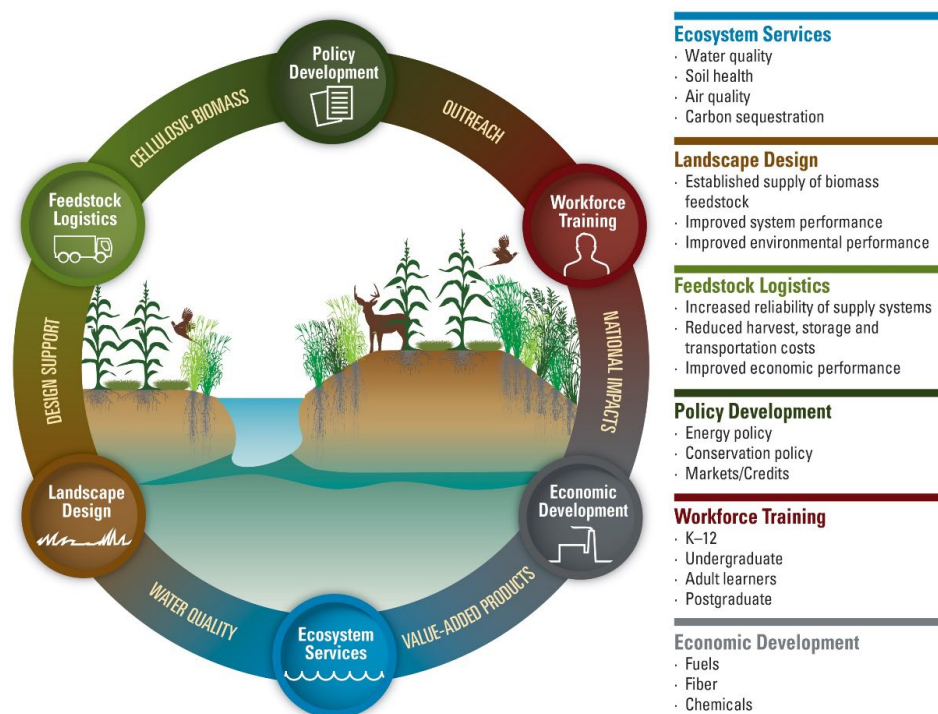 Policy
Development
OUTREACH
Workforce
Training
NATIONAL IMPACTS
Economic
Development
VALUE-ADDED PRODUCTS
Ecosystem
Services
WATER QUALITY
Landscape
Design
DESIGN SUPPORT
Feedstock
Logistics
CELLULOSIC BIOMASS
Ecosystem Services
· Water quality
· Soil health
· Air quality
· Carbon sequestration
Landscape Design
· Established supply of biomass
feedstock
· Improved system performance
· Improved environmental performance
Feedstock Logistics
· Increased reliability of supply systems
· Reduced harvest, storage and
transportation costs
· Improved economic performance
Policy Development
· Energy policy
· Conservation policy
· Markets/Credits
Workforce Training
· K–12
· Undergraduate
· Adult learners
· Postgraduate
Economic Development
· Fuels
· Fiber
· Chemicals